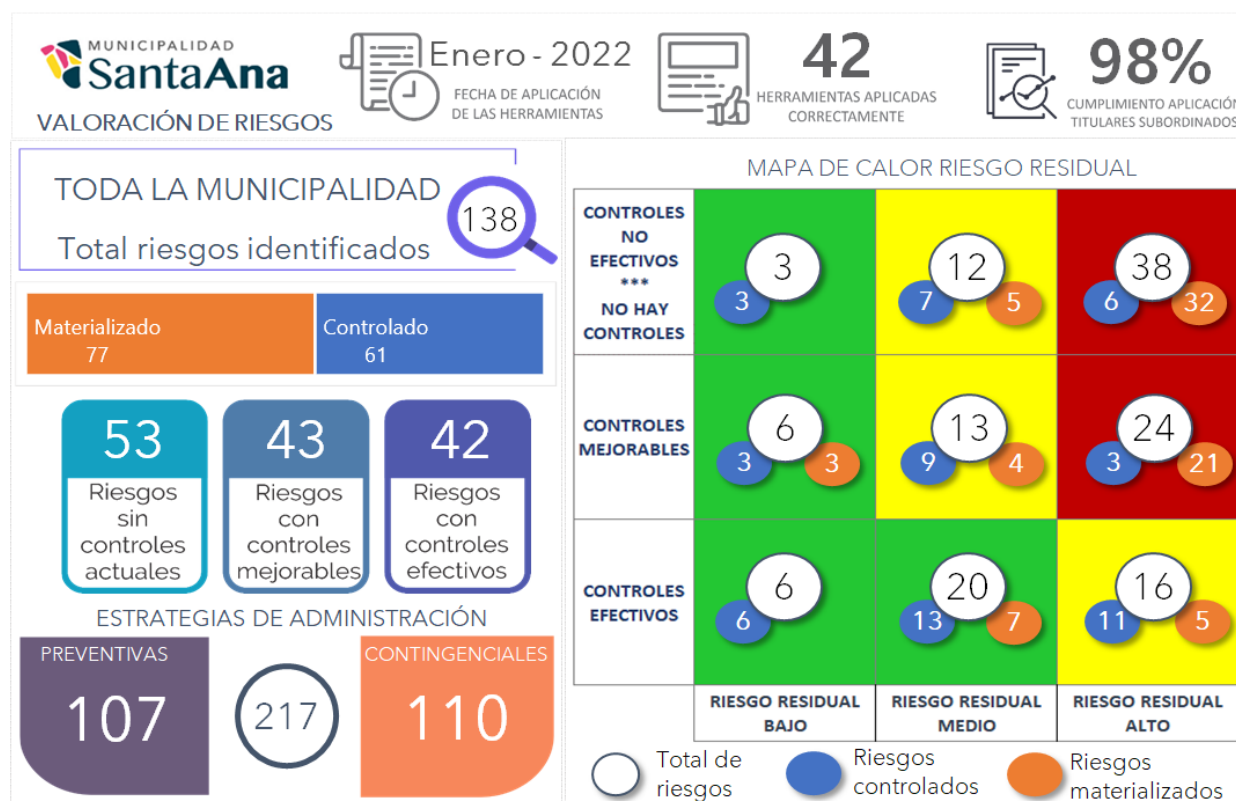 MUNICIPALIDAD
SantaAna
VALORACIÓN DE RIESGOS
Enero - 2022
FECHA DE APLICACIÓN
DE LAS HERRAMIENTAS
42
HERRAMIENTAS APLICADAS
CORRECTAMENTE
98%
CUMPLIMIENTO APLICACIÓN
TITULARES SUBORDINADOS
TODA LA MUNICIPALIDAD
Total riesgos identificados
138
Materializado
77
Controlado
61
53
Riesgos
sin
controles
actuales
43
Riesgos
con
controles
mejorables
42
Riesgos
con
controles
efectivos
ESTRATEGIAS DE ADMINISTRACIÓN
PREVENTIVAS
107
217
CONTINGENCIALES
110
MAPA DE CALOR RIESGO RESIDUAL
CONTROLES
NO
EFECTIVOS
***
NO HAY
CONTROLES
3
3
12
7 5
38
6 32
CONTROLES
MEJORABLES
6
3 3
13
9 4
24
3 21
CONTROLES
EFECTIVOS
6
6
20
13 7
16
11 5
RIESGO RESIDUAL
BAJO
RIESGO RESIDUAL
MEDIO
RIESGO RESIDUAL
ALTO
Total de
riesgos
Riesgos
controlados
Riesgos
materializados